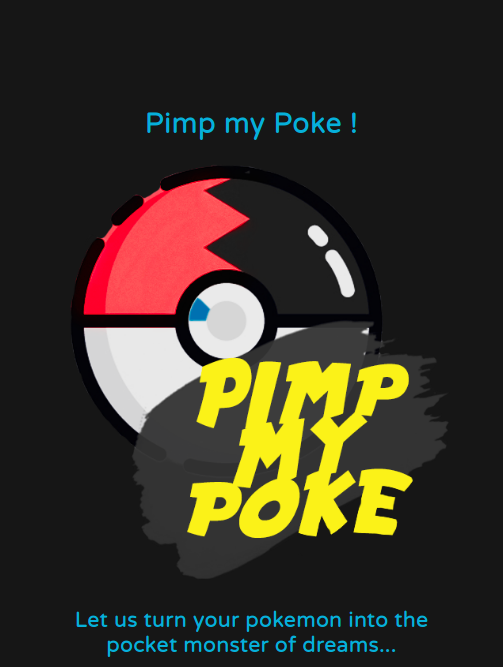 Pimp my Poke !
PIMP
MY
POKE
Let us turn your pokemon into the
pocket monster of dreams...